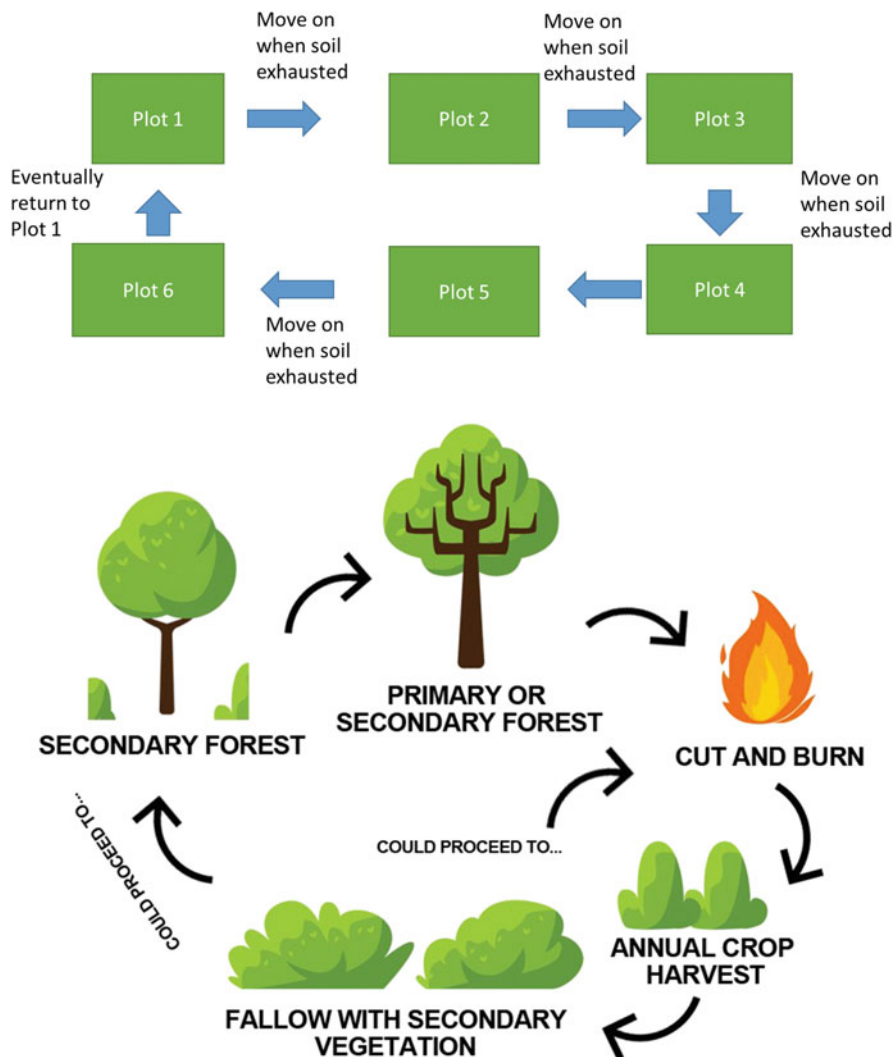 Move on
when soil
exhausted
Move on
when soil
exhausted
Plot 1
Plot 2
Plot 3
Eventually
return to
Plot 1
Move on
when soil
exhausted
Plot 6
Plot 5
Plot 4
Move on
when soil
exhausted
PRIMARY OR
SECONDARY FOREST
SECONDARY FOREST
CUT AND BURN
COULD PROCEED TO...
COULD PROCEED TO...
ANNUAL CROP
HARVEST
FALLOW WITH SECONDARY
VEGETATION